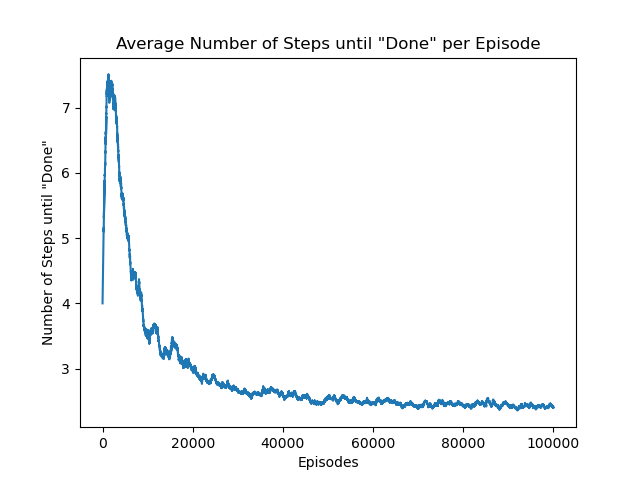 Average Number of Steps until "Done" per Episode
7
6
5
4
3
Number of Steps until "Done"
0 20000 40000 60000 80000 100000
Episodes